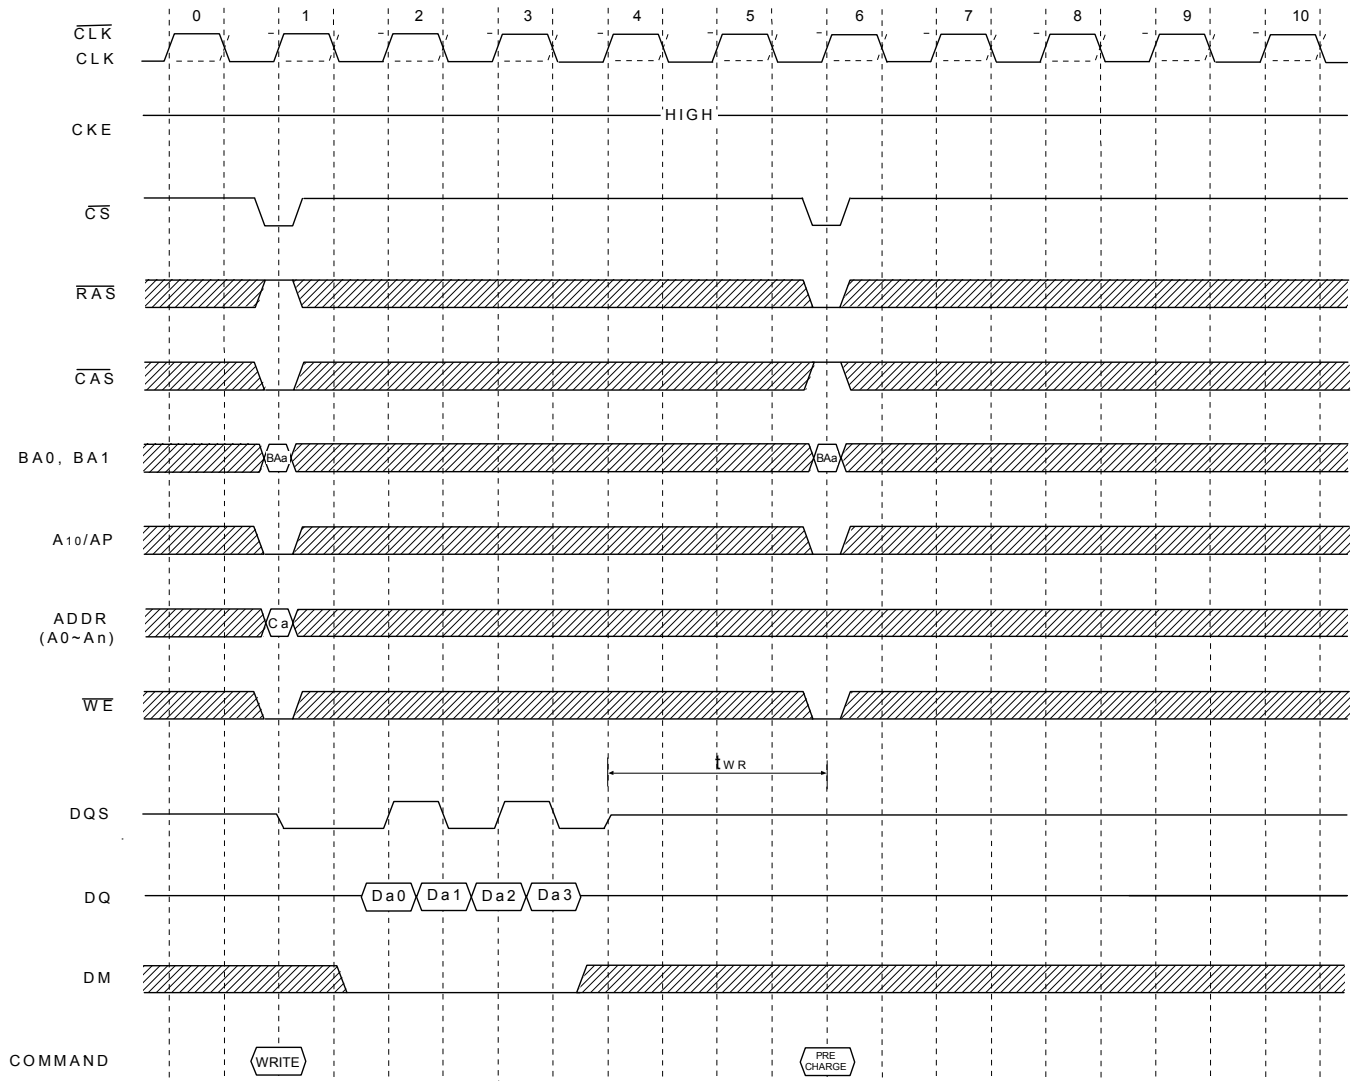 0 1 2 3 4 5 6 7 8 9 10
CLK
CLK
HIGH
CKE
CS
RAS
CAS
BA0, BA1 BAa BAa
A10/AP
ADDR
(A0~An) Ca
WE
tWR
DQS
DQ Da0 Da1 Da2 Da3
DM
COMMAND WRITE PRE
CHARGE